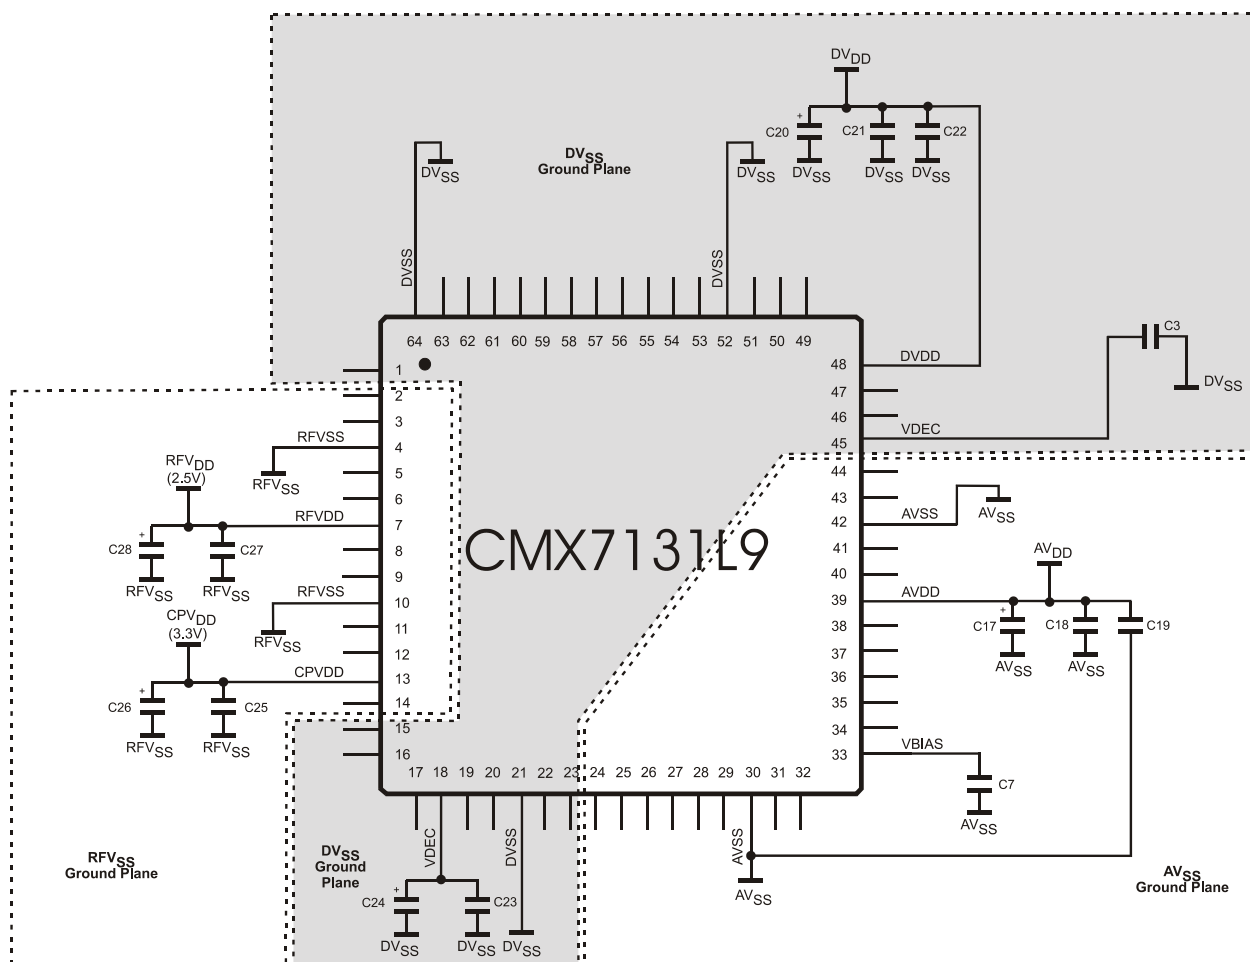 DVDD
C20 + C21 C22
DVSS DVSS DVSS
DVSS
Ground Plane
DVSS
DVSS
DVSS
DVSS
64 63 62 61 60 59 58 57 56 55 54 53 52 51 50 49
C3
DVSS
1
2
3
4
5
6
7
8
9
10
11
12
13
14
15
16
48
47
46
45
44
43
42
41
40
39
38
37
36
35
34
33
DVDD
VDEC
RFVSS
RFVSS
RFVDD
(2.5V)
RFVDD
C28 + C27
RFVSS RFVSS
RFVSS
RFVSS
CPVDD
(3.3V)
CPVDD
C26 + C25
RFVSS RFVSS
CMX7131L9
AVSS
AVSS
AVDD
AVDD
C17 + C18 C19
AVSS AVSS
VBIAS
C7
AVSS
17 18 19 20 21 22 23 24 25 26 27 28 29 30 31 32
RFVSS
Ground Plane
DVSS
Ground
Plane
VDEC
DVSS
C24 + C23
DVSS DVSS DVSS
AVSS
AVSS
AVSS
Ground Plane